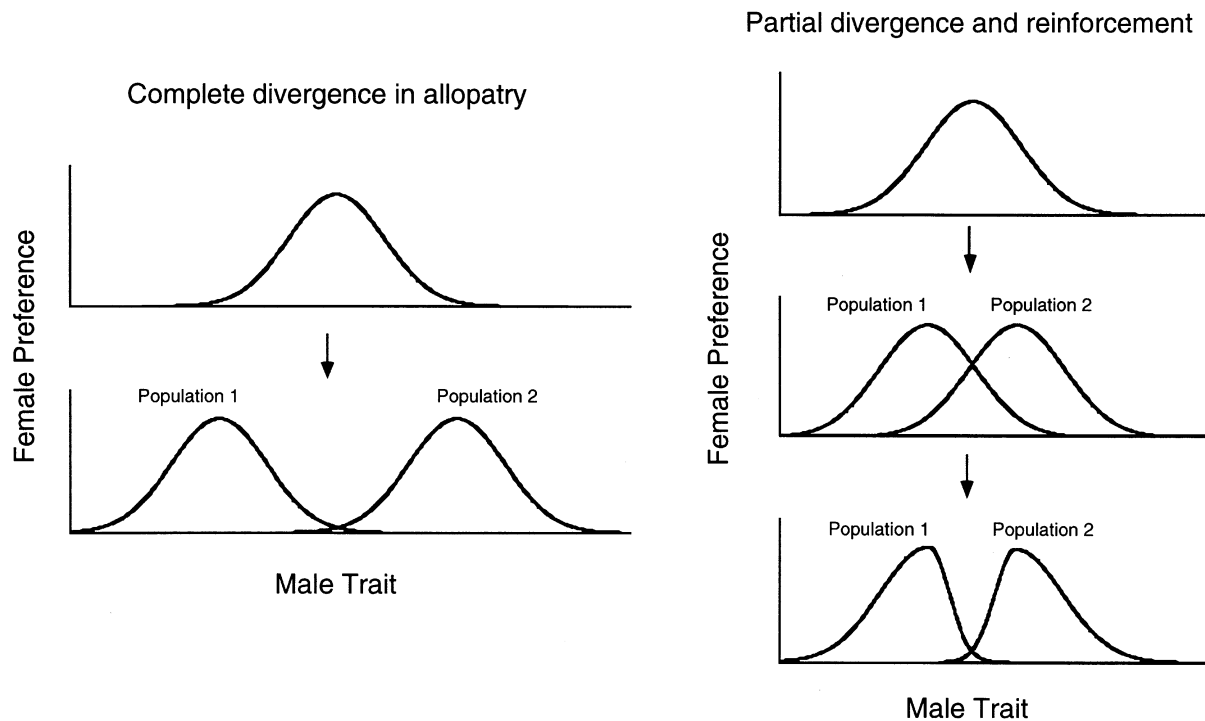 Complete divergence in allopatry
Female Preference
Population 1
Population 2
Male Trait
Partial divergence and reinforcement
Female Preference
Population 1
Population 2
Population 1
Population 2
Male Trait